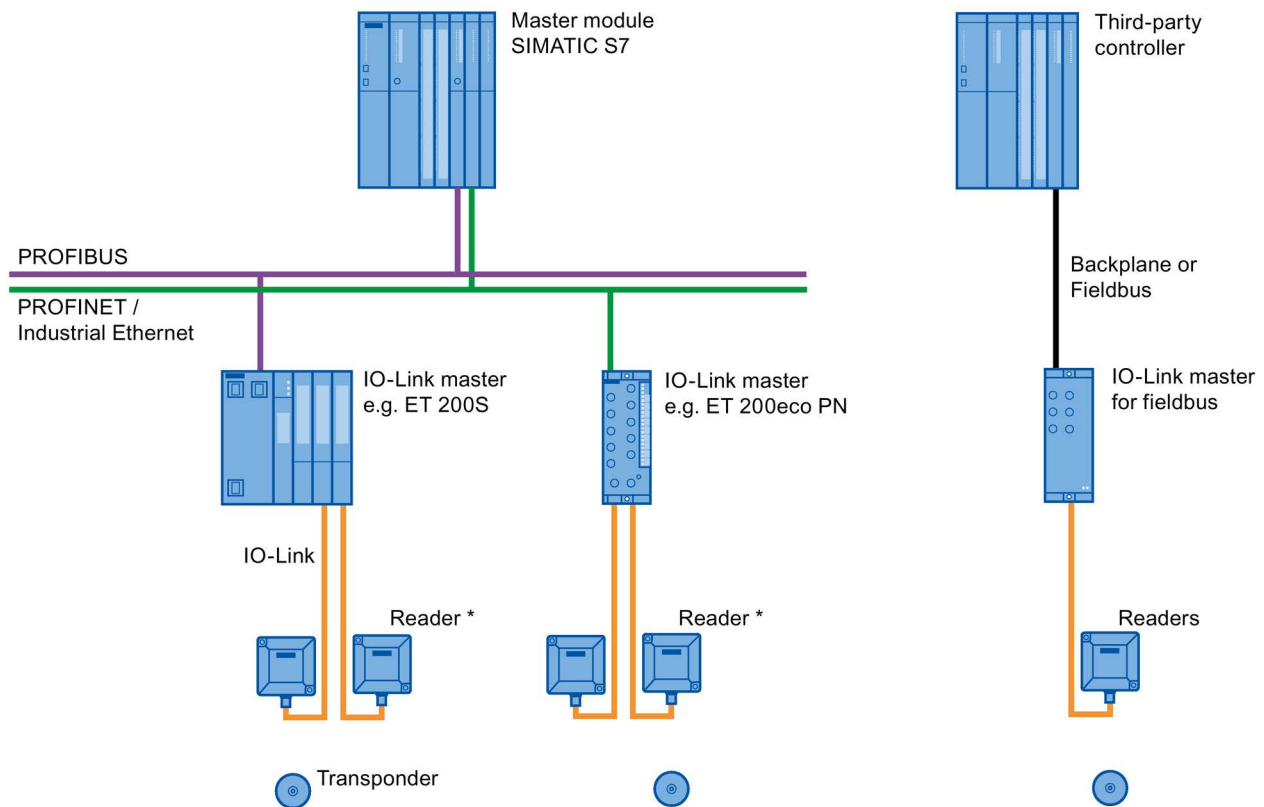 Master module
SIMATIC S7
Third-party
controller
PROFIBUS
PROFINET /
Industrial Ethernet
Backplane or
Fieldbus
IO-Link master
e.g. ET 200S
IO-Link master
e.g. ET 200eco PN
IO-Link master
for fieldbus
IO-Link
Reader *
Reader *
Readers
Transponder